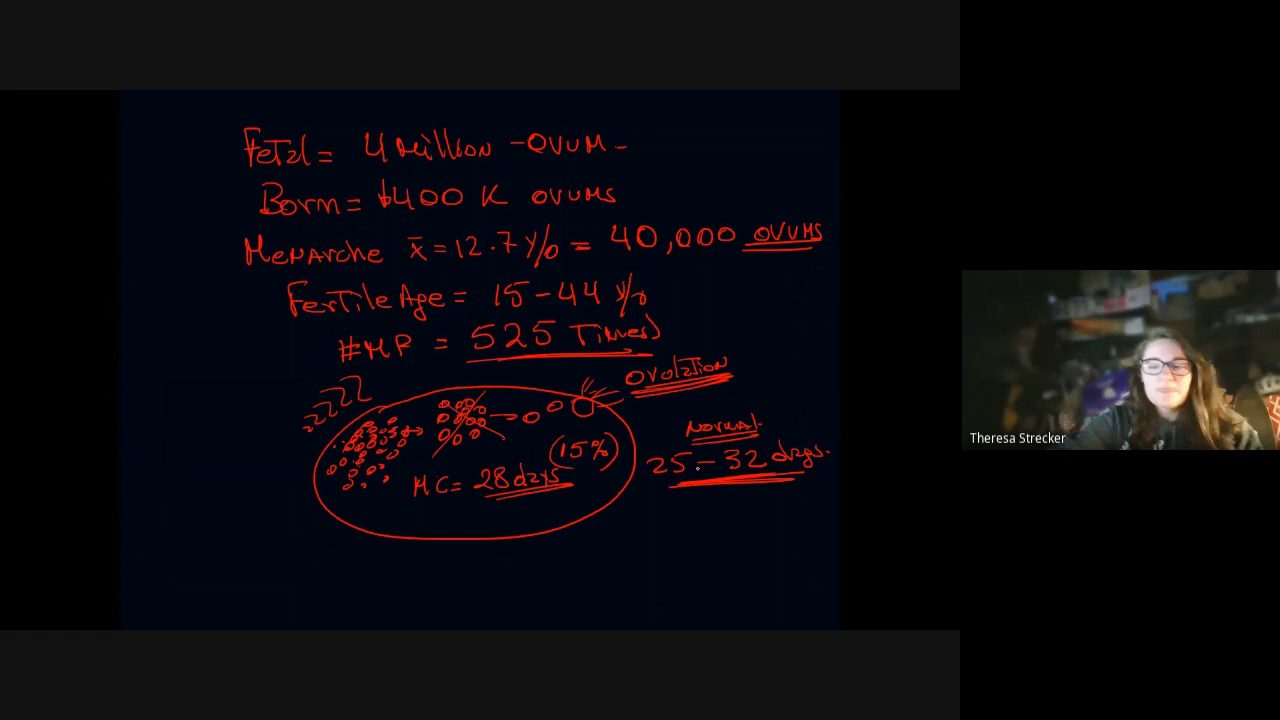 Fetal = 4 Million - OVUM -
Born = $400 K OVUMS
Menarche x̄ = 12.7 y/o = 40,000 OVUMS
Fertile Age = 15 - 44 y/o
#MP = 525 Times)
OVOLATION
NORMAL
(15%)
25 - 32 days.
MC = 28 days
Theresa Strecker